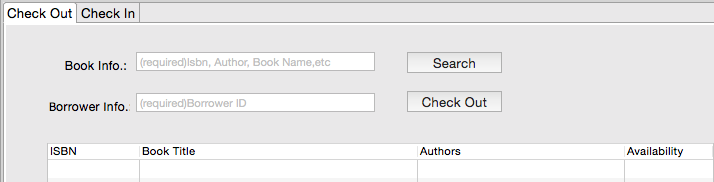 Check Out Check In
Book Info.: (required)Isbn, Author, Book Name,etc Search
Borrower Info. (required)Borrower ID Check Out
ISBN Book Title Authors Availability